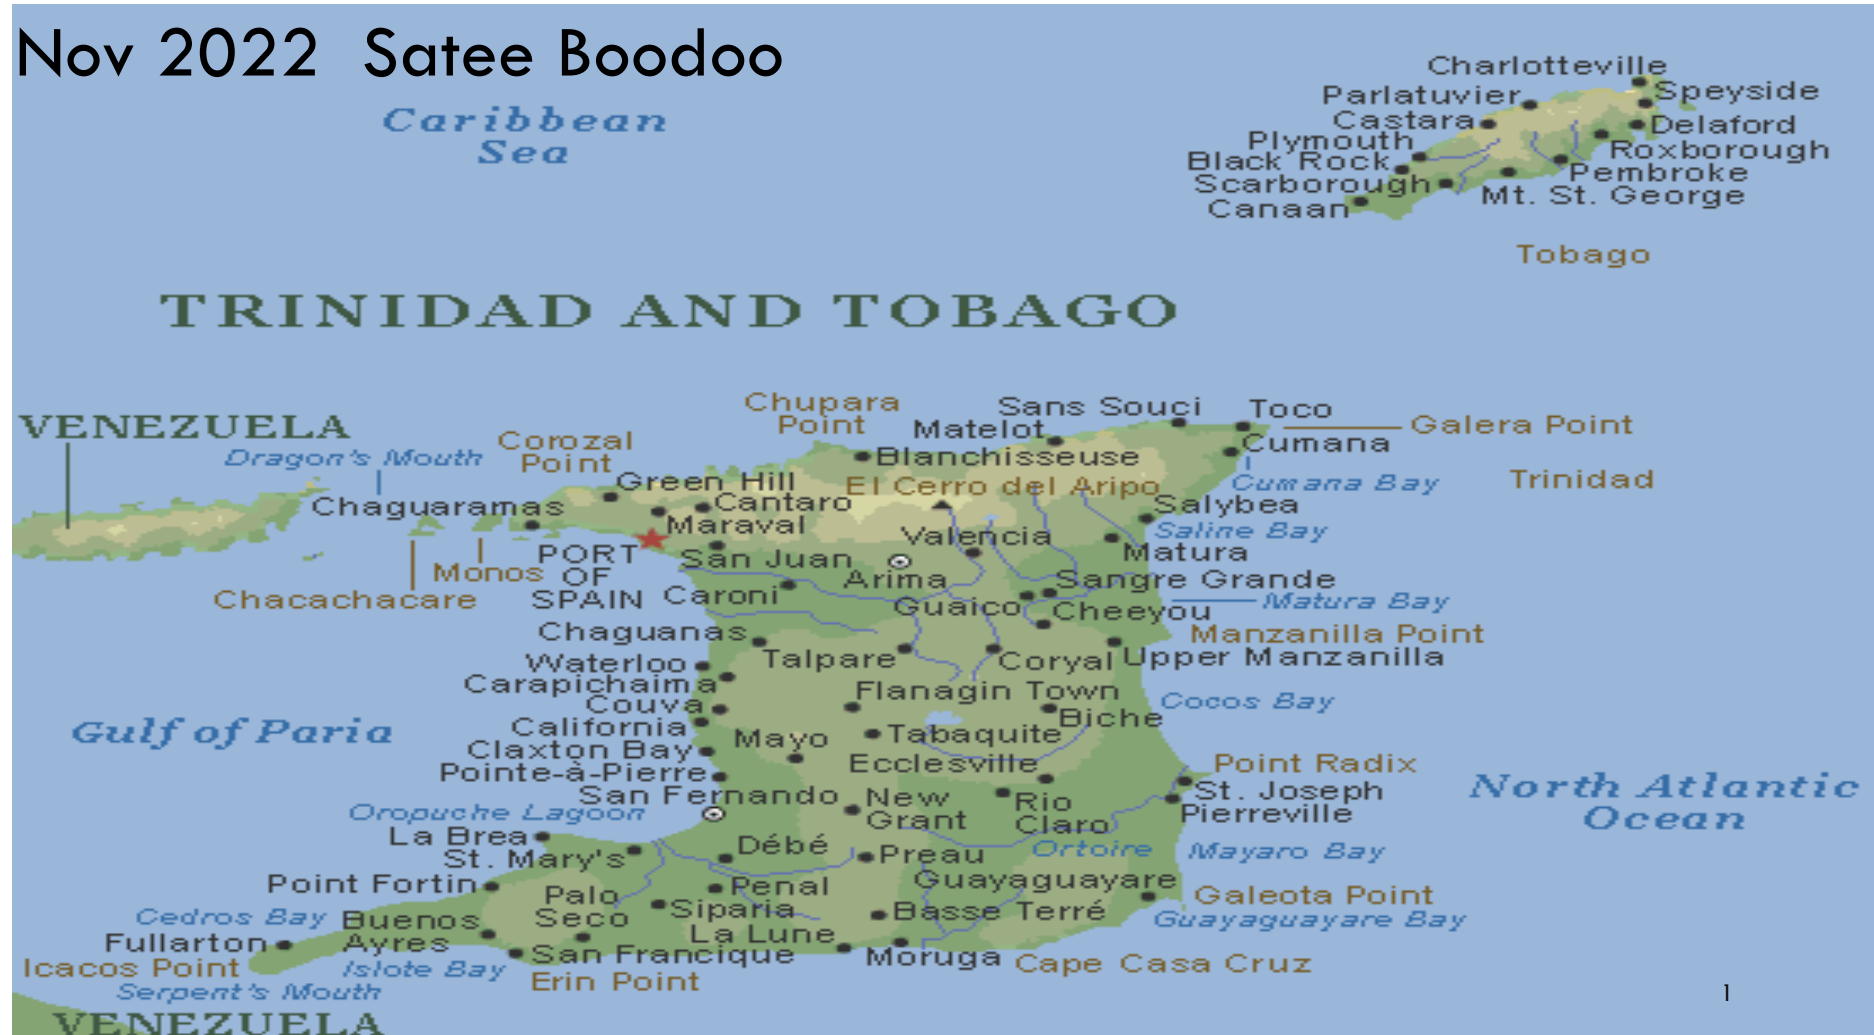 Nov 2022  Satee Boodoo
Caribbean
Sea
Charlotteville
Parlatuvier
Speyside
Castara
Delaford
Plymouth
Roxborough
Black Rock
Pembroke
Scarborough
Mt. St. George
Canaan
Tobago
TRINIDAD AND TOBAGO
VENEZUELA
Dragon's Mouth
Corozal
Point
Chupara
Point
Sans Souci
Toco
Galera Point
Matelot
Cumana
Blanchisseuse
Green Hill
El Cerro del Aripo
Cumana Bay
Trinidad
Chaguaramas
Cantaro
Salybea
Maraval
Valencia
Saline Bay
PORT
OF
SPAIN
San Juan
Matura
Monos
Arima
Sangre Grande
Chacachacare
Caroni
Guaico
Cheeyou
Matura Bay
Chaguanas
Manzanilla Point
Waterloo
Talpare
Coryal
Upper Manzanilla
Carapichaima
Flanagin Town
Couva
Biche
Cocos Bay
Gulf of Paria
California
Mayo
Tabaquite
Claxton Bay
Ecclesville
Point Radix
Pointe-à-Pierre
San Fernando
New
Grant
Rio
Claro
St. Joseph
Pierreville
North Atlantic
Ocean
Oropuche Lagoon
La Brea
St. Mary's
Débé
Preau
Ortoire
Mayaro Bay
Point Fortin
Palo
Seco
Penal
Guayaguayare
Galeota Point
Cedros Bay
Buenos
Ayres
Siparia
Basse Terré
Guayaguayare Bay
Fullarton
La Lune
San Francique
Moruga
Cape Casa Cruz
Icacos Point
Islote Bay
Erin Point
Serpent's Mouth
VENEZUELA
1